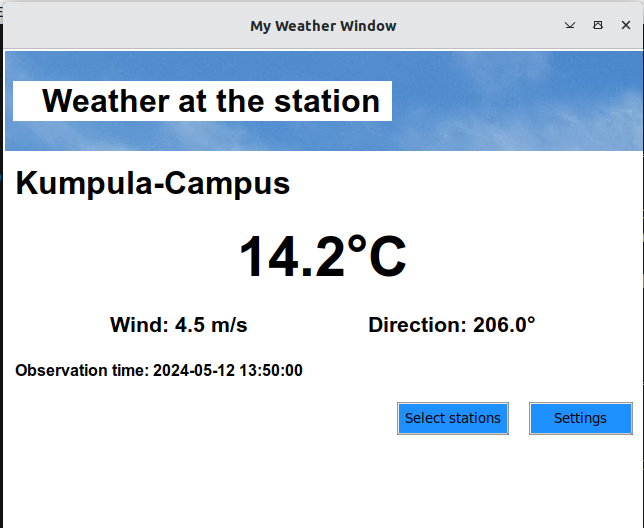 My Weather Window
Weather at the station
Kumpula-Campus
14.2°C
Wind: 4.5 m/s Direction: 206.0°
Observation time: 2024-05-12 13:50:00
Select stations Settings